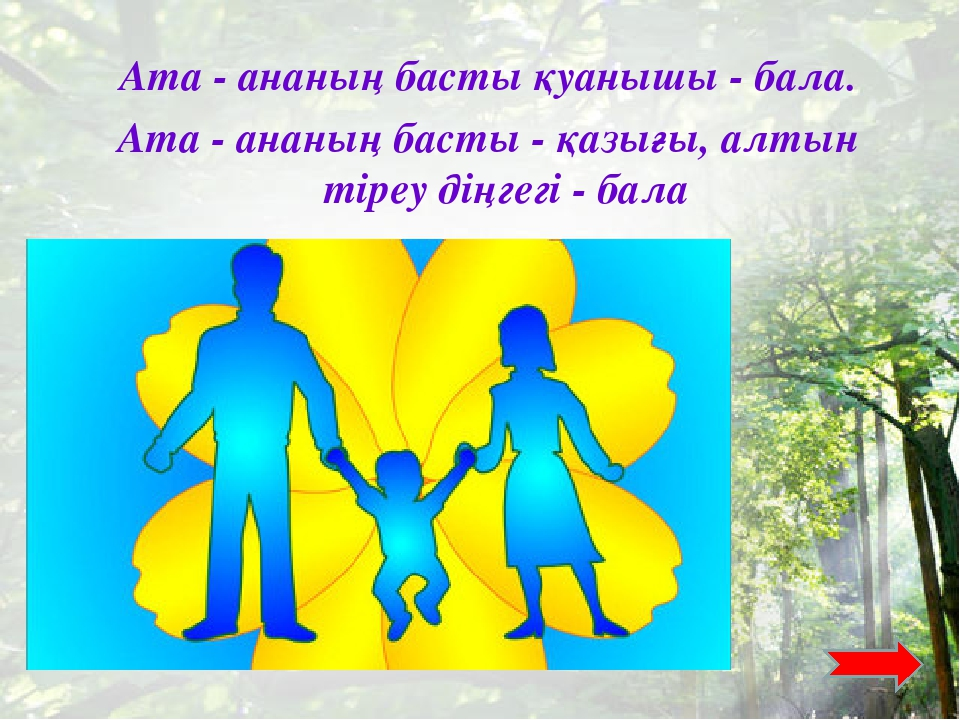 Ата - ананың басты қуанышы - бала.
Ата - ананың басты - қазығы, алтын
тіреу діңгегі - бала